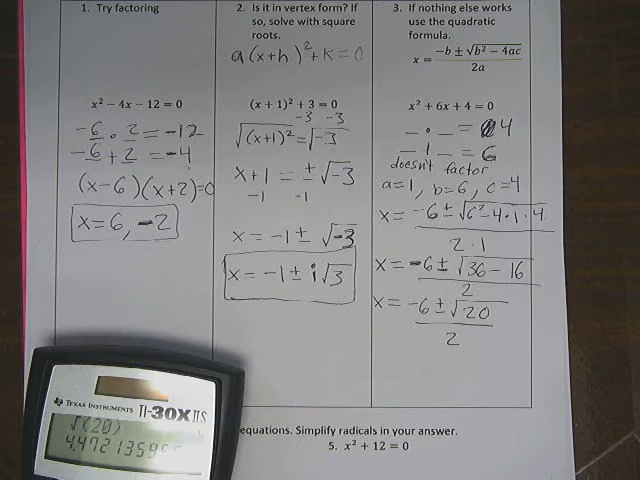 1. Try factoring
x² – 4x – 12 = 0
-6 · 2 = -12
-6 + 2 = -4
(x-6)(x+2)=0
x=6, -2
2. Is it in vertex form? If
so, solve with square
roots.
a(x+h)²+k=0
(x + 1)² + 3 = 0
-3 -3
√(x+1)² = √-3
x+1 = ±√-3
-1 -1
x = -1 ± √-3
x = -1 ± i√3
3. If nothing else works
use the quadratic
formula.
x = (-b ± √(b² – 4ac))/(2a)
x² + 6x + 4 = 0
_ · _ = 4
_ + _ = 6
doesn't factor
a=1, b=6, c=4
x = (-6 ± √(6²-4·1·4))/(2·1)
x = (-6 ± √(36-16))/2
x = (-6 ± √20)/2
equations. Simplify radicals in your answer.
5. x² + 12 = 0
TEXAS INSTRUMENTS TI-30X IIS
√(20)
4.472135955